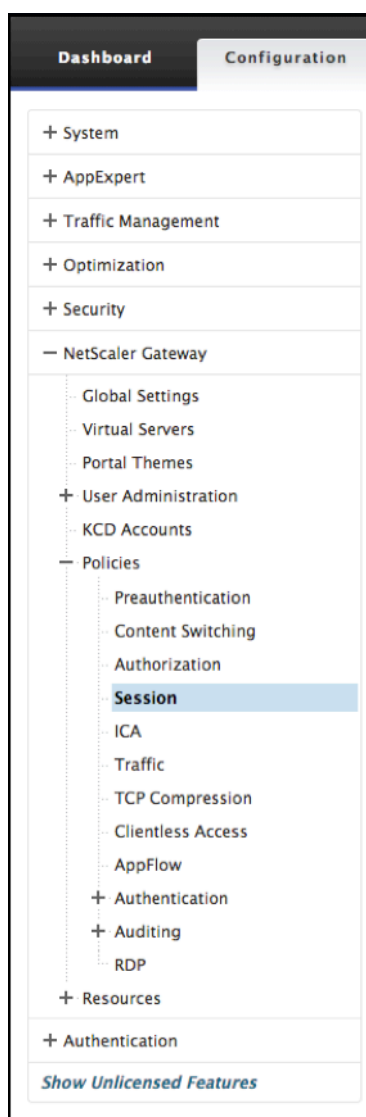 Dashboard Configuration
+ System
+ AppExpert
+ Traffic Management
+ Optimization
+ Security
− NetScaler Gateway
Global Settings
Virtual Servers
Portal Themes
+ User Administration
KCD Accounts
− Policies
Preauthentication
Content Switching
Authorization
Session
ICA
Traffic
TCP Compression
Clientless Access
AppFlow
+ Authentication
+ Auditing
RDP
+ Resources
+ Authentication
Show Unlicensed Features